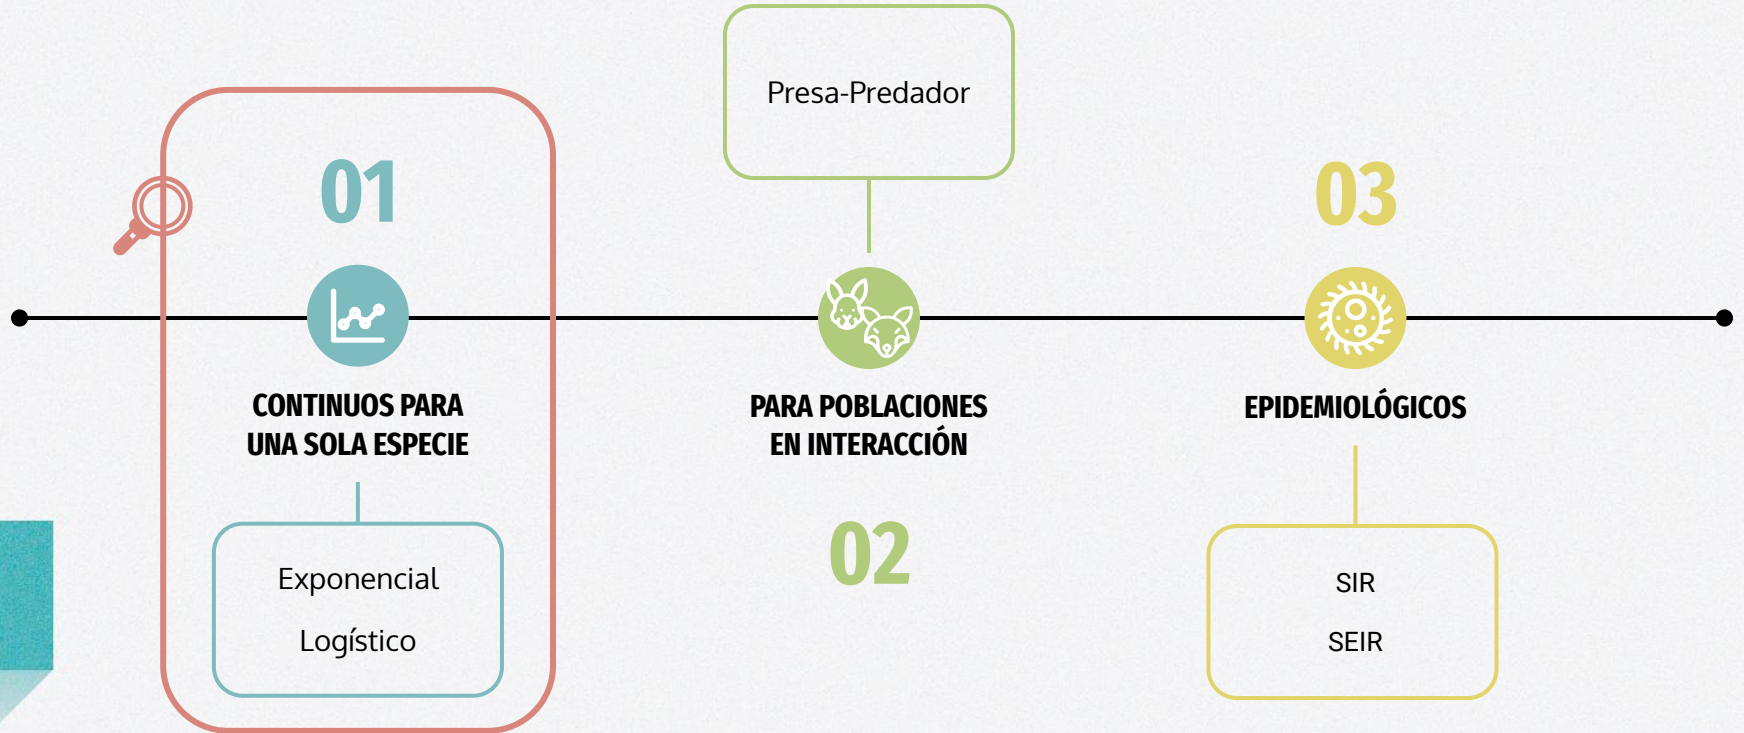 01
CONTINUOS PARA
UNA SOLA ESPECIE
Exponencial
Logístico
Presa-Predador
PARA POBLACIONES
EN INTERACCIÓN
02
03
EPIDEMIOLÓGICOS
SIR
SEIR